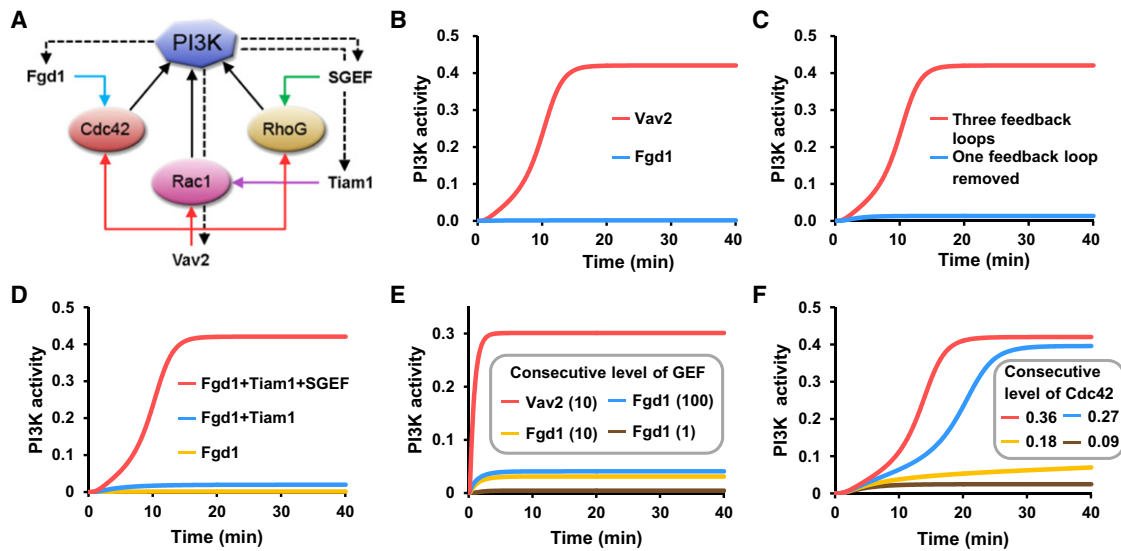 A
PI3K
Fgd1
SGEF
Cdc42
RhoG
Rac1
Tiam1
Vav2
B
PI3K activity
0.5
0.4
0.3
0.2
0.1
0.0
Vav2
Fgd1
0 10 20 30 40
Time (min)
C
PI3K activity
0.5
0.4
0.3
0.2
0.1
0.0
Three feedback
loops
One feedback loop
removed
0 10 20 30 40
Time (min)
D
PI3K activity
0.5
0.4
0.3
0.2
0.1
0
Fgd1+Tiam1+SGEF
Fgd1+Tiam1
Fgd1
0 10 20 30 40
Time (min)
E
PI3K activity
0.3
0.2
0.1
0
Consecutive level of GEF
Vav2 (10) Fgd1 (100)
Fgd1 (10) Fgd1 (1)
0 10 20 30 40
Time (min)
F
PI3K activity
0.5
0.4
0.3
0.2
0.1
0
Consecutive
level of Cdc42
0.36 0.27
0.18 0.09
0 10 20 30 40
Time (min)